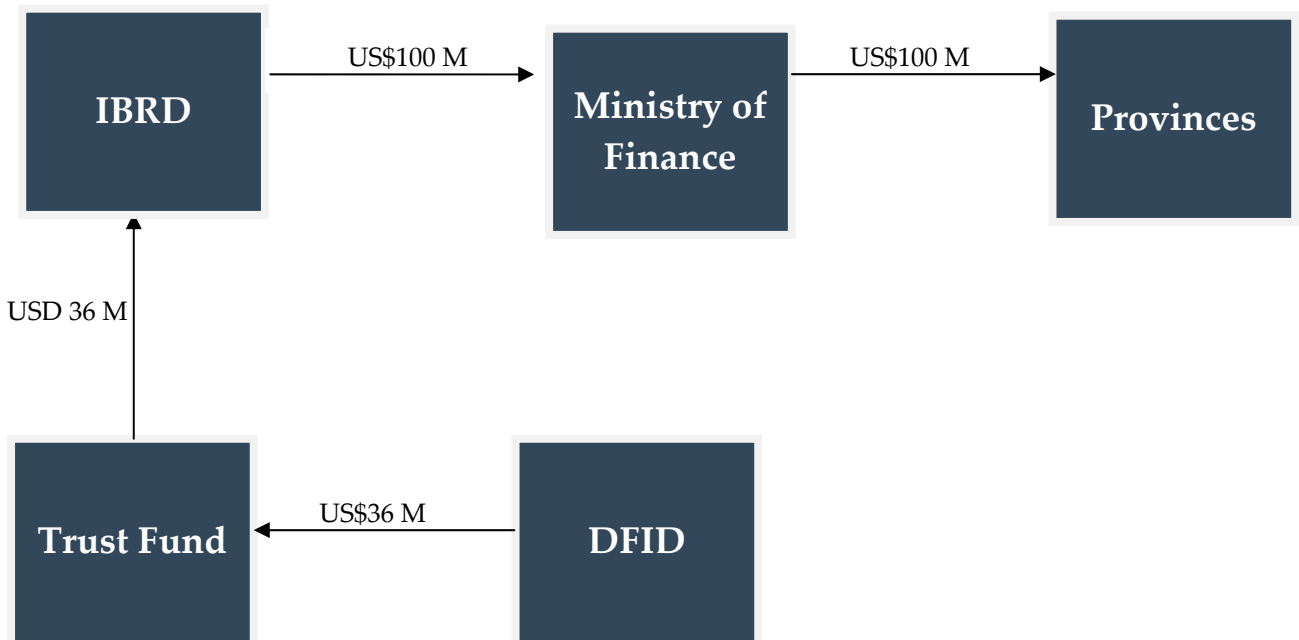 US$100 M
US$100 M
IBRD
Ministry of
Finance
Provinces
USD 36 M
US$36 M
Trust Fund
DFID